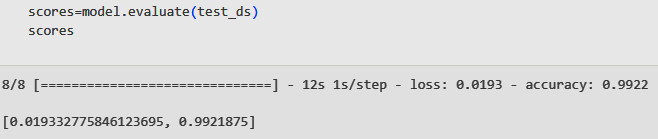 scores=model.evaluate(test_ds)
scores
8/8 [==============================] - 12s 1s/step - loss: 0.0193 - accuracy: 0.9922
[0.019332775846123695, 0.9921875]